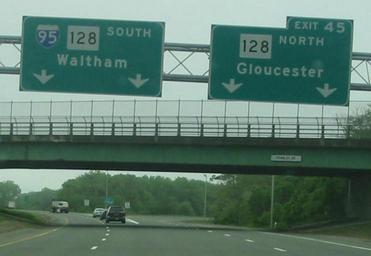 95 128 SOUTH
Waltham
EXIT 45
128 NORTH
Gloucester